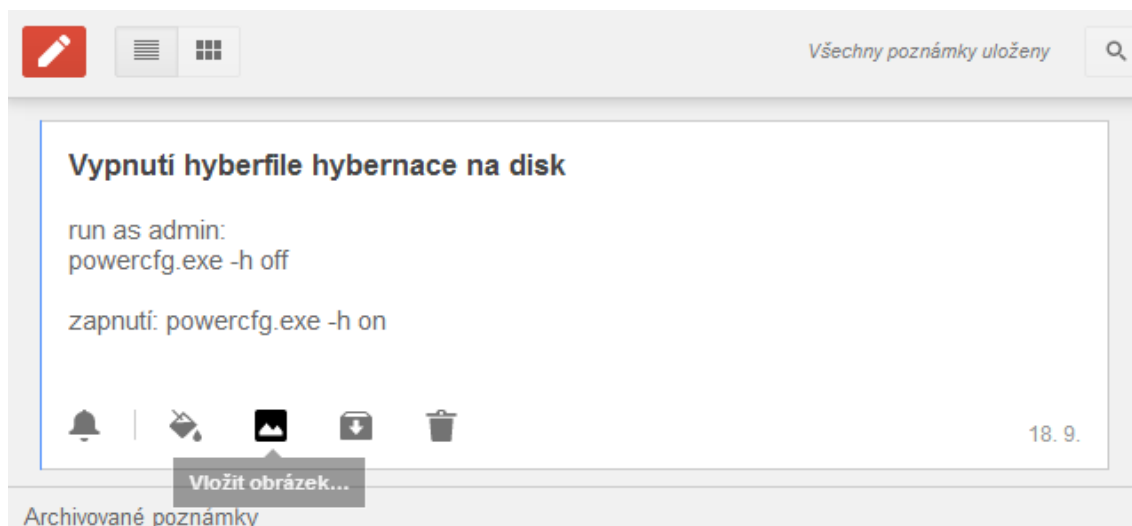 Všechny poznámky uloženy
Vypnutí hyberfile hybernace na disk
run as admin:
powercfg.exe -h off
zapnutí: powercfg.exe -h on
18. 9.
Vložit obrázek...
Archivované poznámky